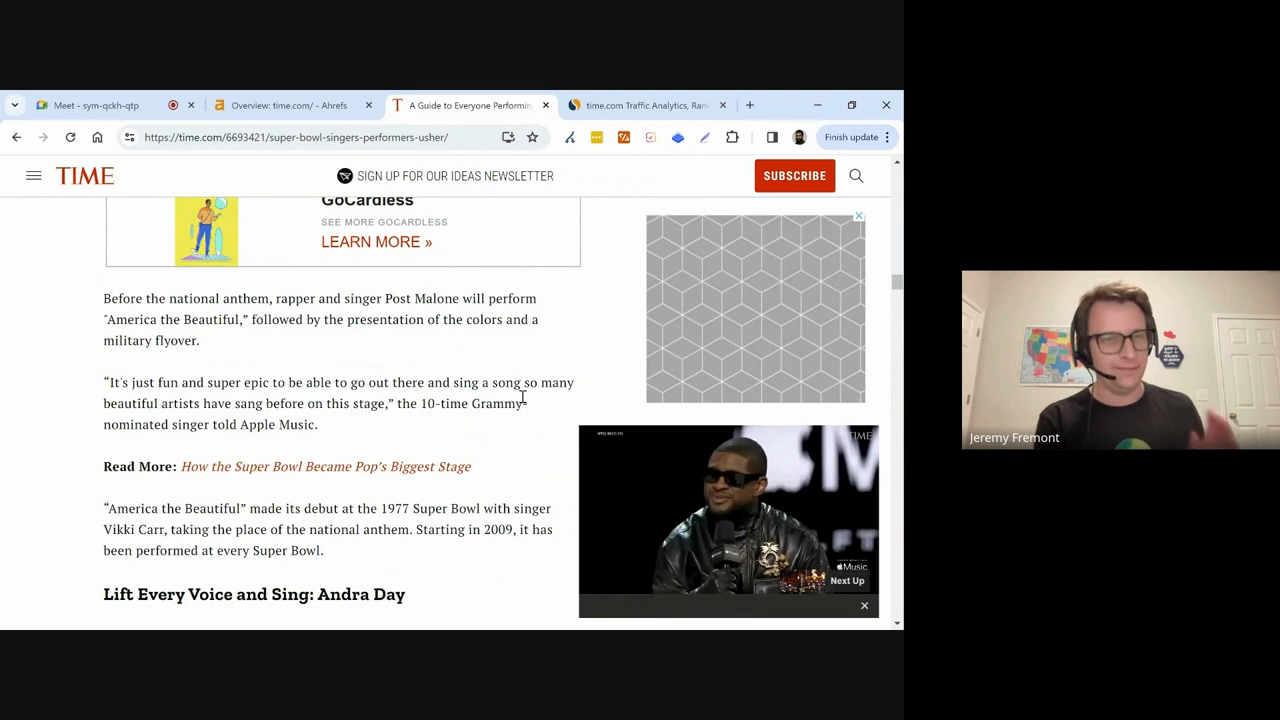 Meet - sym-qckh-qtp
Overview: time.com/ - Ahrefs
A Guide to Everyone Performin
time.com Traffic Analytics, Ran
https://time.com/6693421/super-bowl-singers-performers-usher/
Finish update
TIME
SIGN UP FOR OUR IDEAS NEWSLETTER
SUBSCRIBE
GoCardless
SEE MORE GOCARDLESS
LEARN MORE »
Before the national anthem, rapper and singer Post Malone will perform
"America the Beautiful,” followed by the presentation of the colors and a
military flyover.
“It's just fun and super epic to be able to go out there and sing a song so many
beautiful artists have sang before on this stage,” the 10-time Grammy-
nominated singer told Apple Music.
Read More: How the Super Bowl Became Pop’s Biggest Stage
“America the Beautiful” made its debut at the 1977 Super Bowl with singer
Vikki Carr, taking the place of the national anthem. Starting in 2009, it has
been performed at every Super Bowl.
Lift Every Voice and Sing: Andra Day
TIME
Music
Next Up
Jeremy Fremont